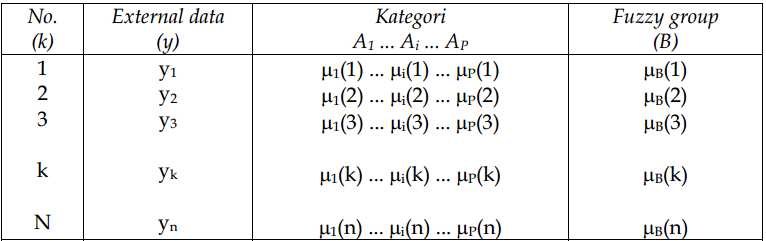 No. External data Kategori Fuzzy group
(k) (y) A1 ... Ai ... AP (B)
1 y1 μ1(1) ... μi(1) ... μP(1) μB(1)
2 y2 μ1(2) ... μi(2) ... μP(2) μB(2)
3 y3 μ1(3) ... μi(3) ... μP(3) μB(3)
k yk μ1(k) ... μi(k) ... μP(k) μB(k)
N yn μ1(n) ... μi(n) ... μP(n) μB(n)